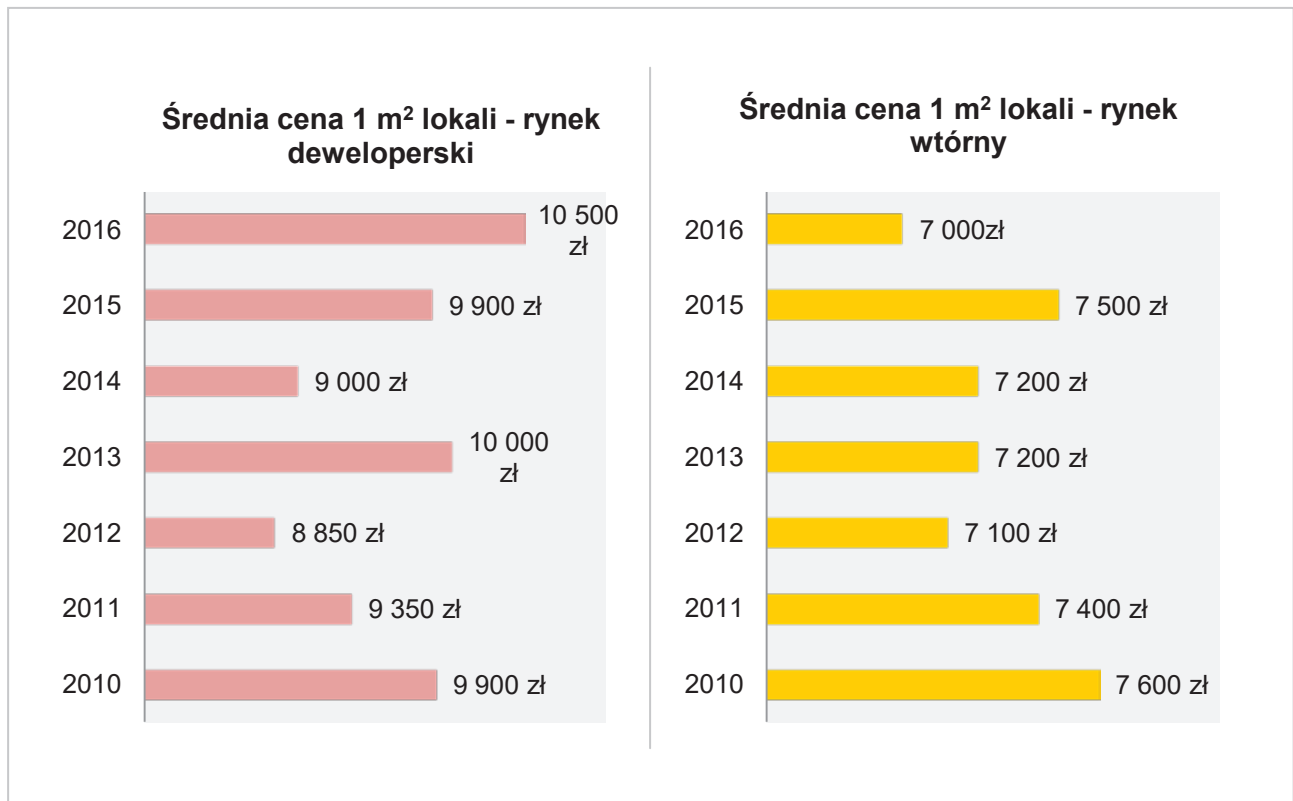 Średnia cena 1 m² lokali - rynek
deweloperski
2016
10 500
zł
2015
9 900 zł
2014
9 000 zł
2013
10 000
zł
2012
8 850 zł
2011
9 350 zł
2010
9 900 zł
Średnia cena 1 m² lokali - rynek
wtórny
2016
7 000zł
2015
7 500 zł
2014
7 200 zł
2013
7 200 zł
2012
7 100 zł
2011
7 400 zł
2010
7 600 zł